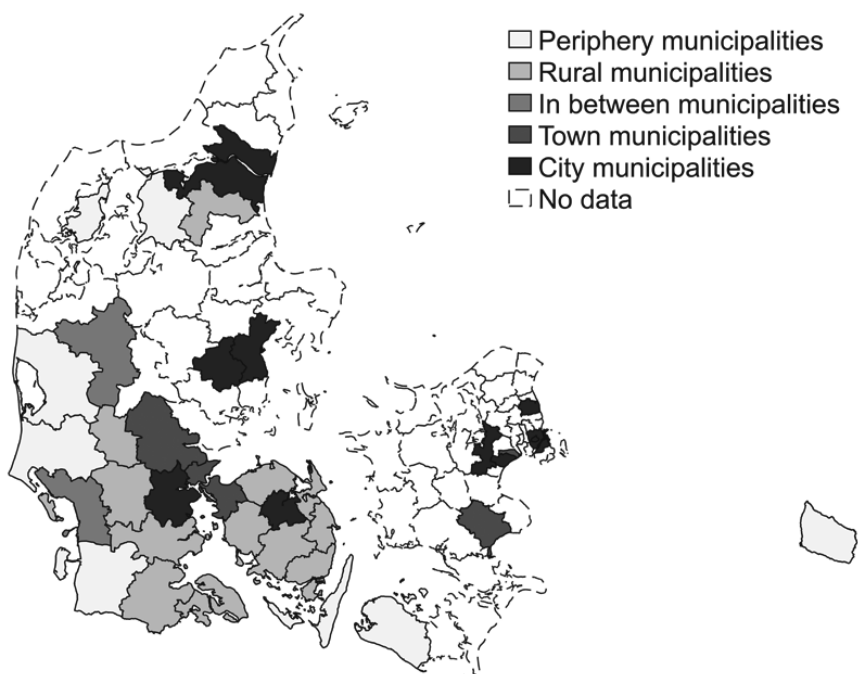 Periphery municipalities
Rural municipalities
In between municipalities
Town municipalities
City municipalities
No data